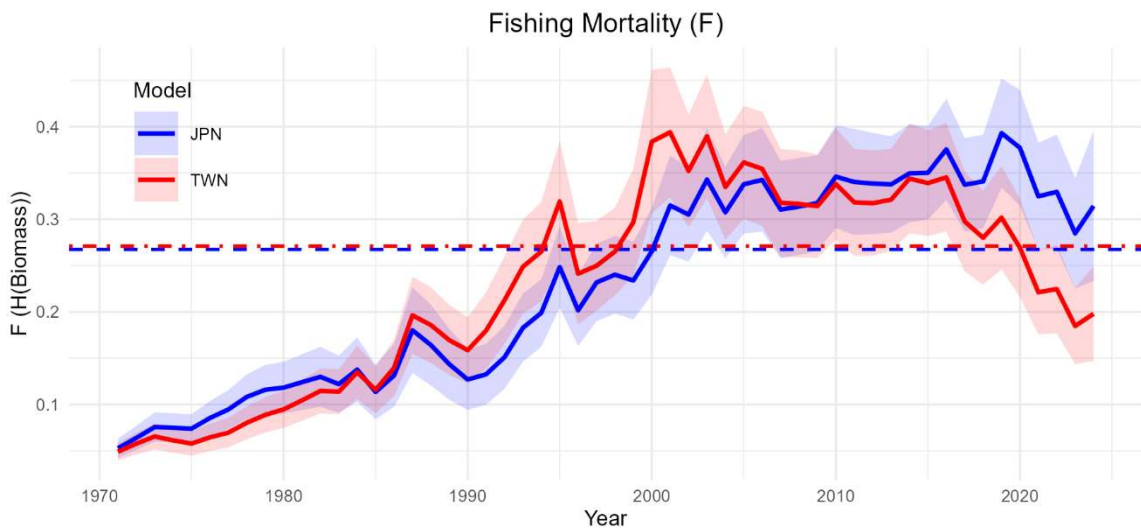 Fishing Mortality (F)
Model
JPN
TWN
F (H(Biomass))
0.4
0.3
0.2
0.1
1970 1980 1990 2000 2010 2020
Year